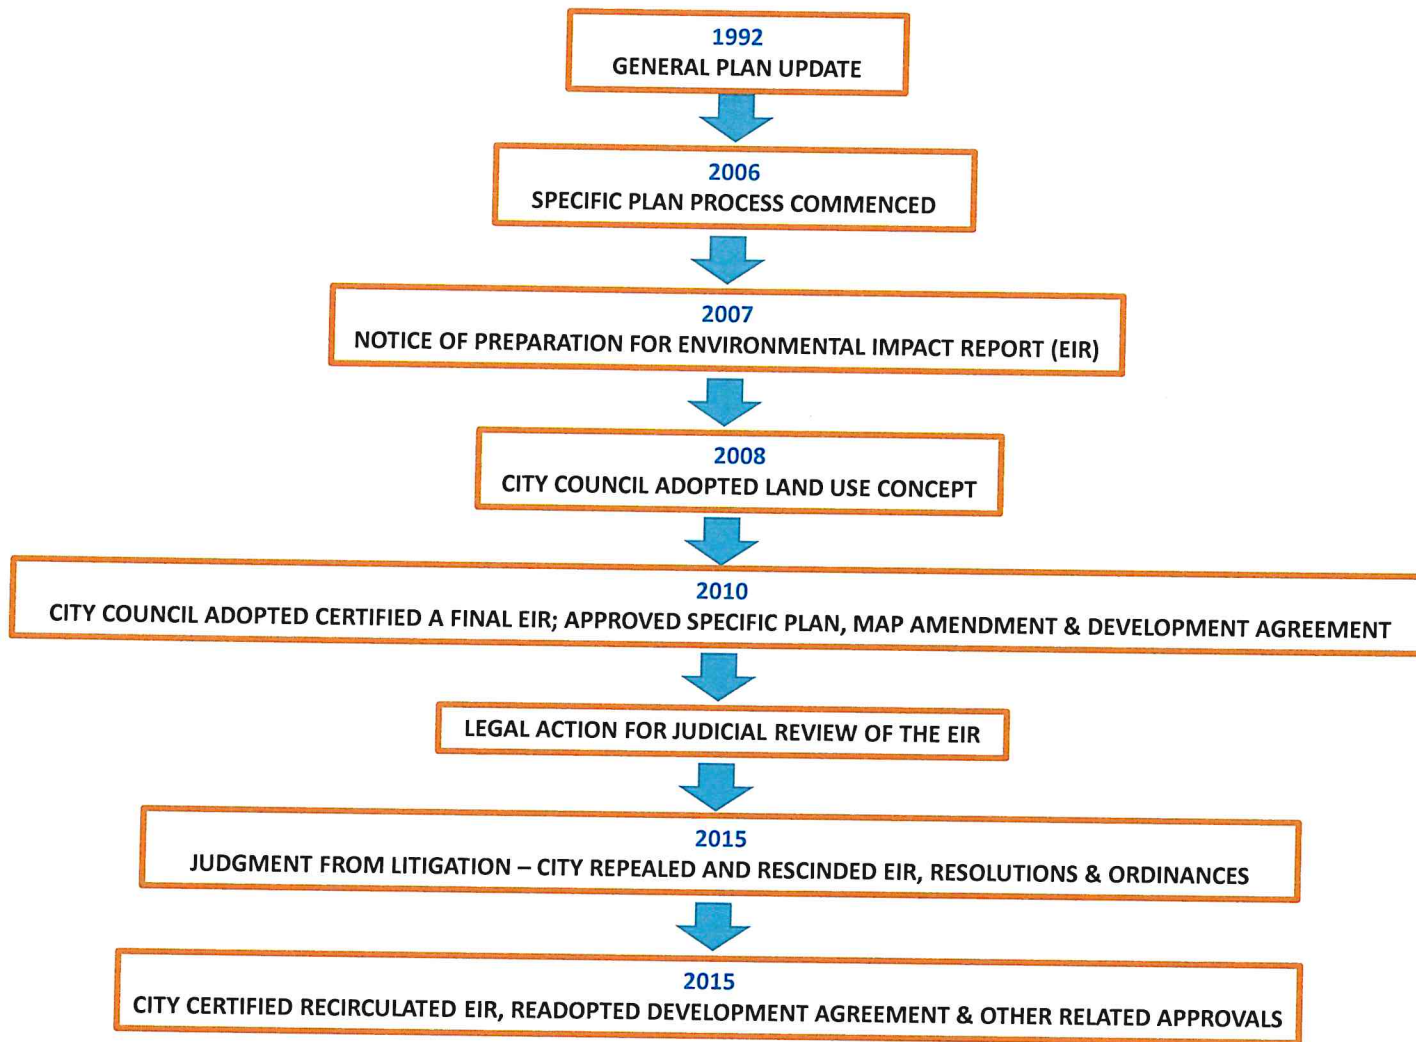 1992
GENERAL PLAN UPDATE
2006
SPECIFIC PLAN PROCESS COMMENCED
2007
NOTICE OF PREPARATION FOR ENVIRONMENTAL IMPACT REPORT (EIR)
2008
CITY COUNCIL ADOPTED LAND USE CONCEPT
2010
CITY COUNCIL ADOPTED CERTIFIED A FINAL EIR; APPROVED SPECIFIC PLAN, MAP AMENDMENT & DEVELOPMENT AGREEMENT
LEGAL ACTION FOR JUDICIAL REVIEW OF THE EIR
2015
JUDGMENT FROM LITIGATION – CITY REPEALED AND RESCINDED EIR, RESOLUTIONS & ORDINANCES
2015
CITY CERTIFIED RECIRCULATED EIR, READOPTED DEVELOPMENT AGREEMENT & OTHER RELATED APPROVALS